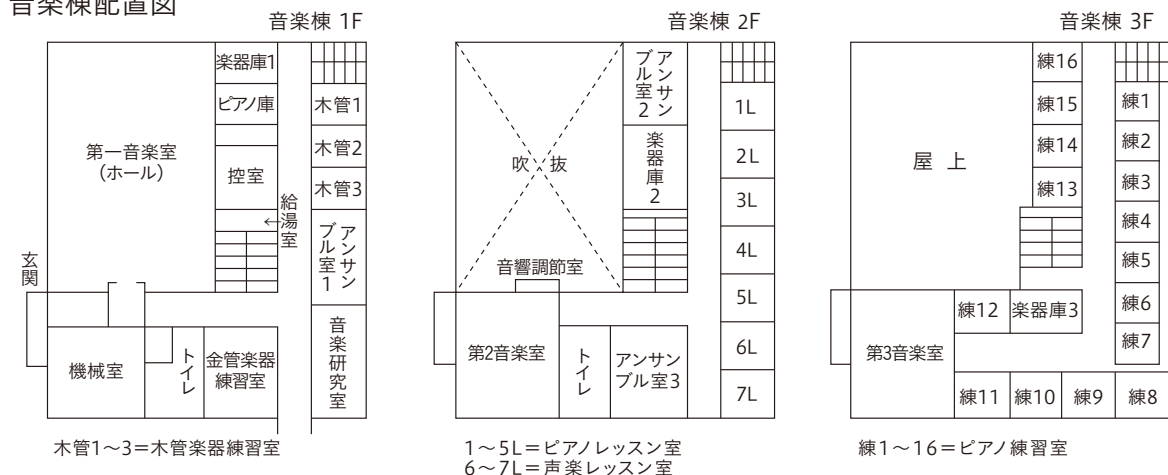 音楽棟配置図
音楽棟 1F
楽器庫1
ピアノ庫
木管1
第一音楽室
(ホール)
木管2
控室
木管3
給湯室
←
アンサンブル室1
玄関
機械室
トイレ
金管楽器
練習室
音楽研究室
木管1～3=木管楽器練習室
音楽棟 2F
アンサンブル室2
1L
吹 抜
楽器庫2
2L
3L
4L
音響調節室
5L
第2音楽室
トイレ
アンサン
ブル室3
6L
7L
1～5L=ピアノレッスン室
6～7L=声楽レッスン室
音楽棟 3F
練16
練15
練1
屋 上
練14
練2
練13
練3
練4
練5
練12
楽器庫3
練6
第3音楽室
練7
練11
練10
練9
練8
練1～16=ピアノ練習室